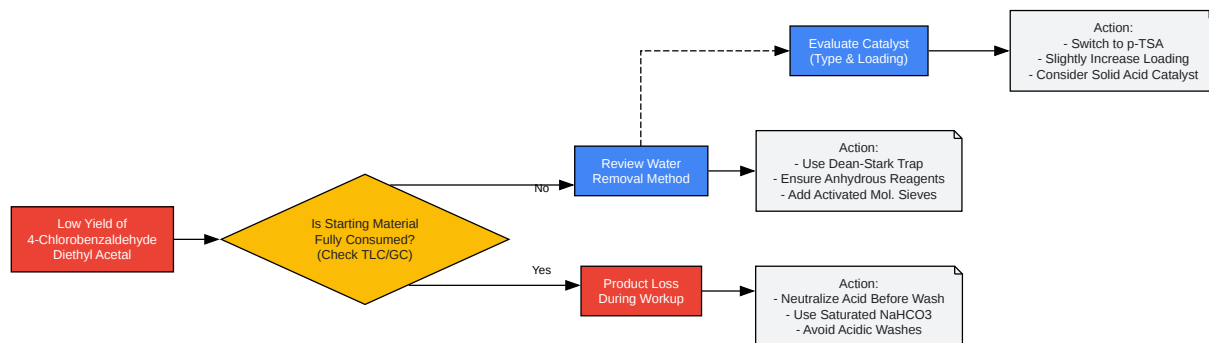 Low Yield of
4-Chlorobenzaldehyde
Diethyl Acetal
Is Starting Material
Fully Consumed?
(Check TLC/GC)
No
Review Water
Removal Method
Action:
- Use Dean-Stark Trap
- Ensure Anhydrous Reagents
- Add Activated Mol. Sieves
Evaluate Catalyst
(Type & Loading)
Action:
- Switch to p-TSA
- Slightly Increase Loading
- Consider Solid Acid Catalyst
Yes
Product Loss
During Workup
Action:
- Neutralize Acid Before Wash
- Use Saturated NaHCO3
- Avoid Acidic Washes